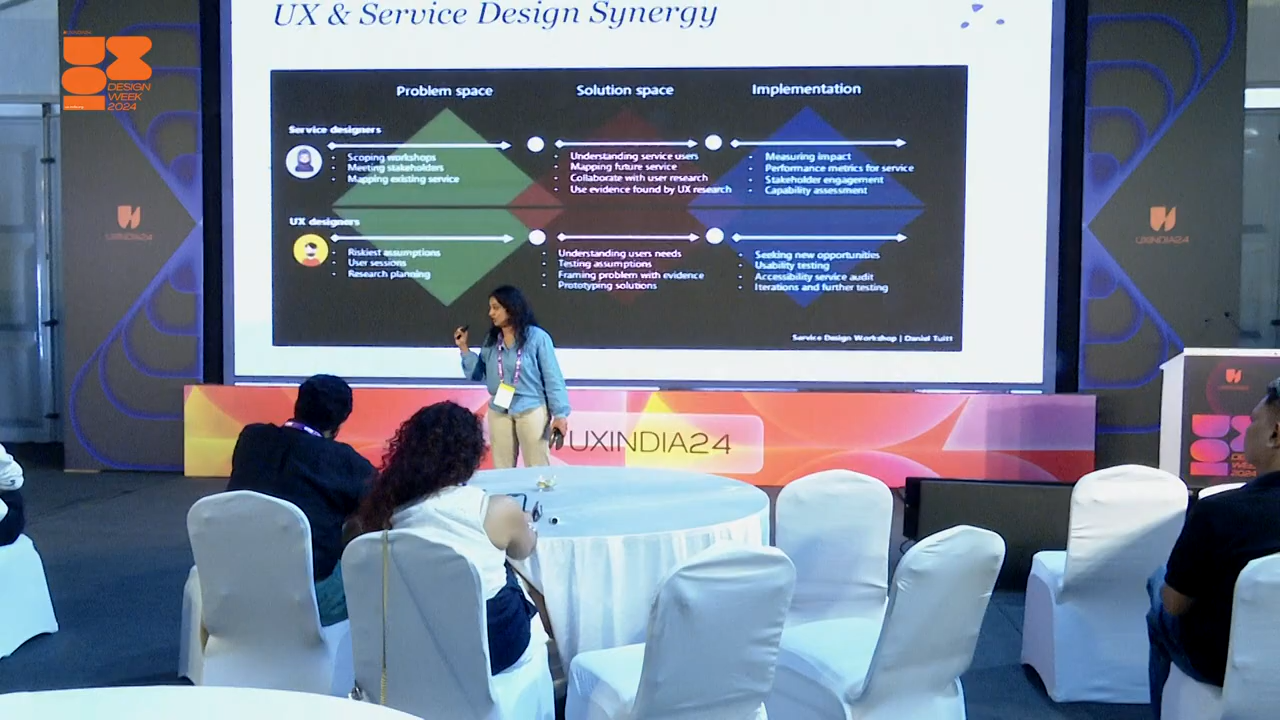 UX & Service Design Synergy
DESIGN
WEEK
2024
Problem space
Solution space
Implementation
Service designers
Scoping workshops
Meeting stakeholders
Mapping existing service
Understanding service users
Mapping future service
Collaborate with user research
Use evidence found by UX research
Measuring impact
Performance metrics for service
Stakeholder engagement
Capability assessment
UX designers
Riskiest assumptions
User sessions
Research planning
Understanding users needs
Testing assumptions
Framing problem with evidence
Prototyping solutions
Seeking new opportunities
Usability testing
Accessibility service audit
Iterations and further testing
Service Design Workshop | Daniel Tuitt
UXINDIA24
UXINDIA24
UXINDIA24